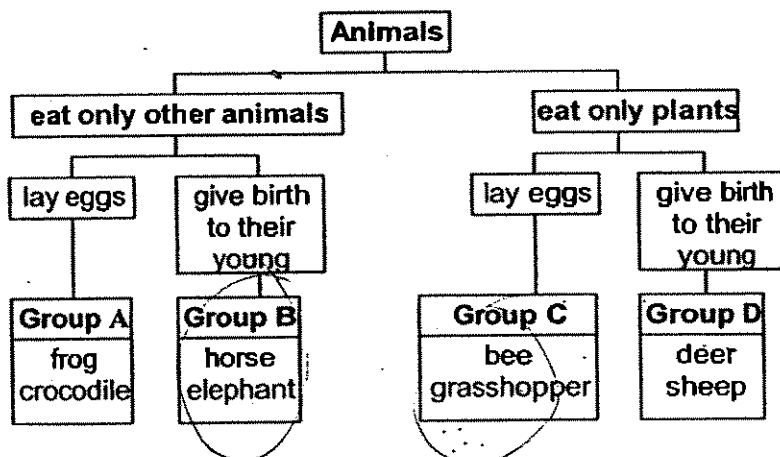 Animals
eat only other animals
eat only plants
lay eggs
give birth
to their
young
lay eggs
give birth
to their
young
Group A
frog
crocodile
Group B
horse
elephant
Group C
bee
grasshopper
Group D
deer
sheep